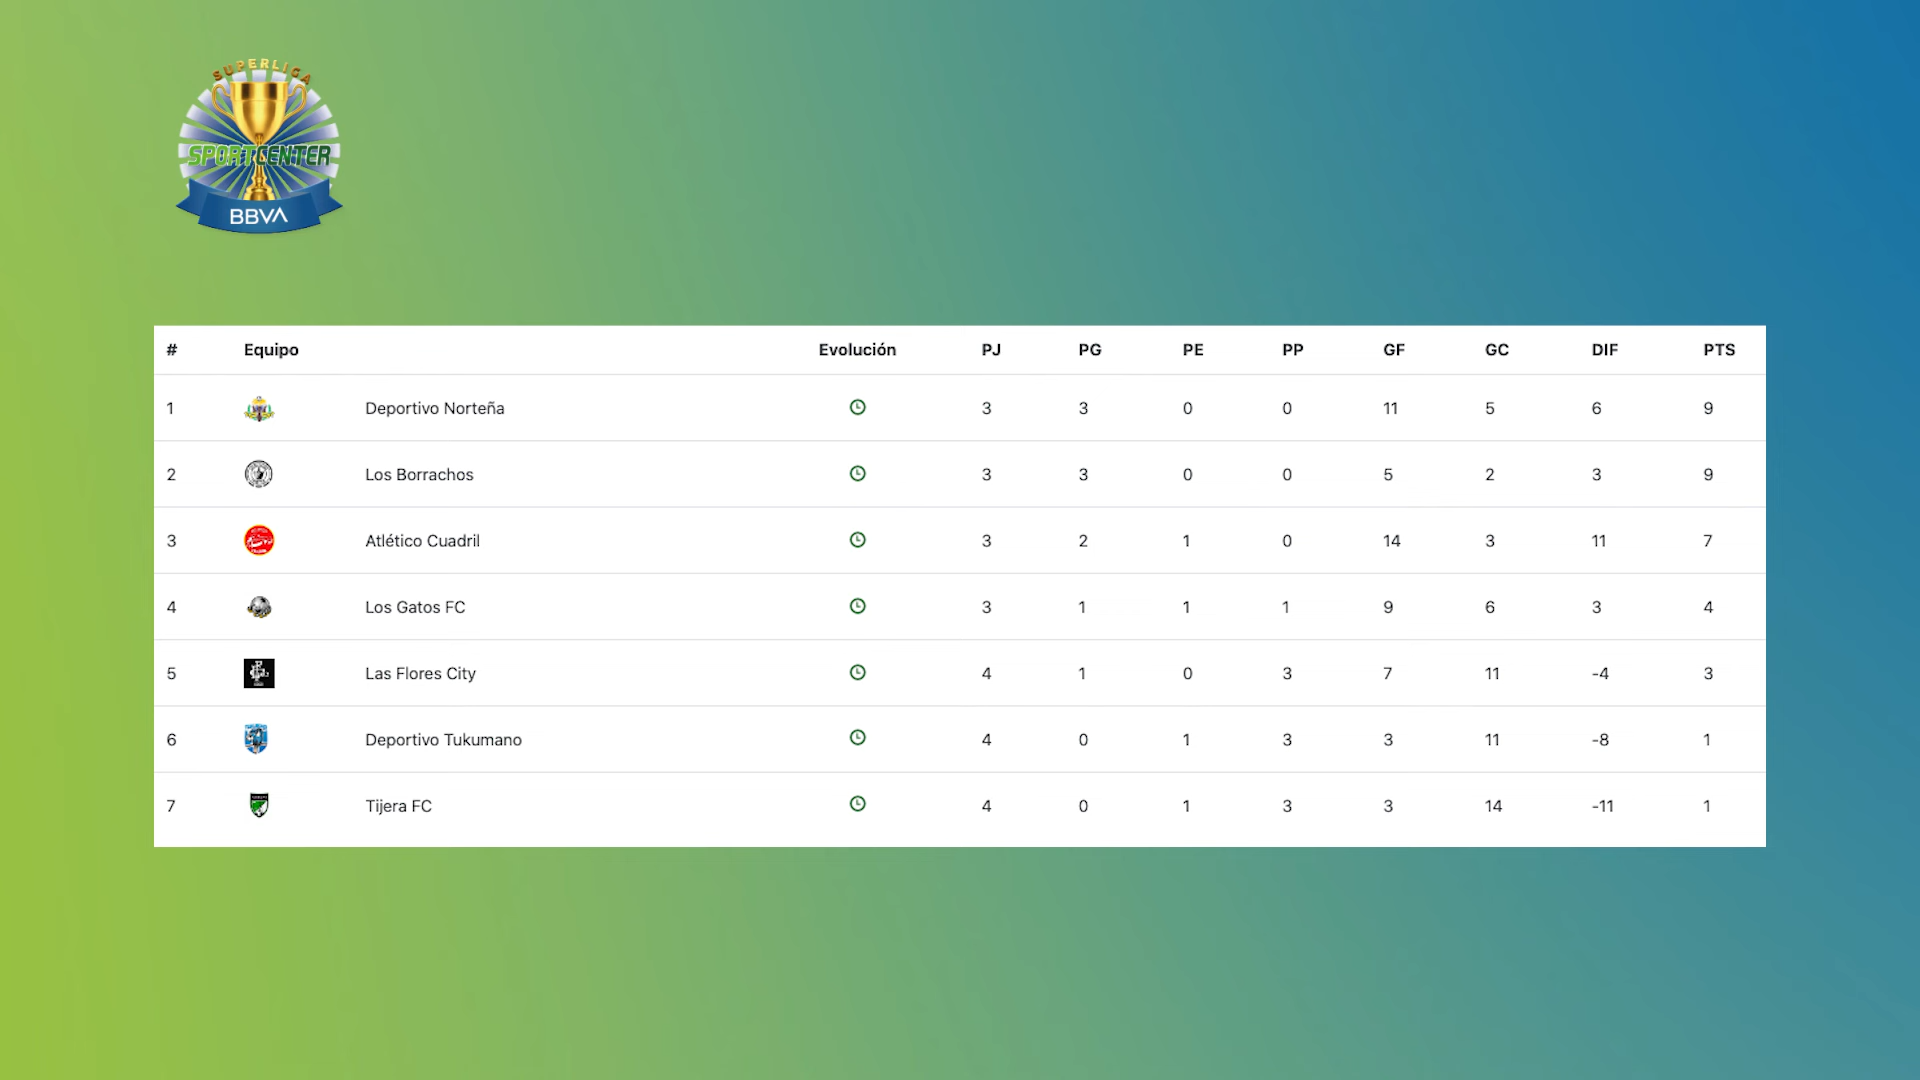 SUPERLIGA
SPORTCENTER
BBVA
# Equipo Evolución PJ PG PE PP GF GC DIF PTS
1 Deportivo Norteña 3 3 0 0 11 5 6 9
2 Los Borrachos 3 3 0 0 5 2 3 9
3 Atlético Cuadril 3 2 1 0 14 3 11 7
4 Los Gatos FC 3 1 1 1 9 6 3 4
5 Las Flores City 4 1 0 3 7 11 -4 3
6 Deportivo Tukumano 4 0 1 3 3 11 -8 1
7 Tijera FC 4 0 1 3 3 14 -11 1